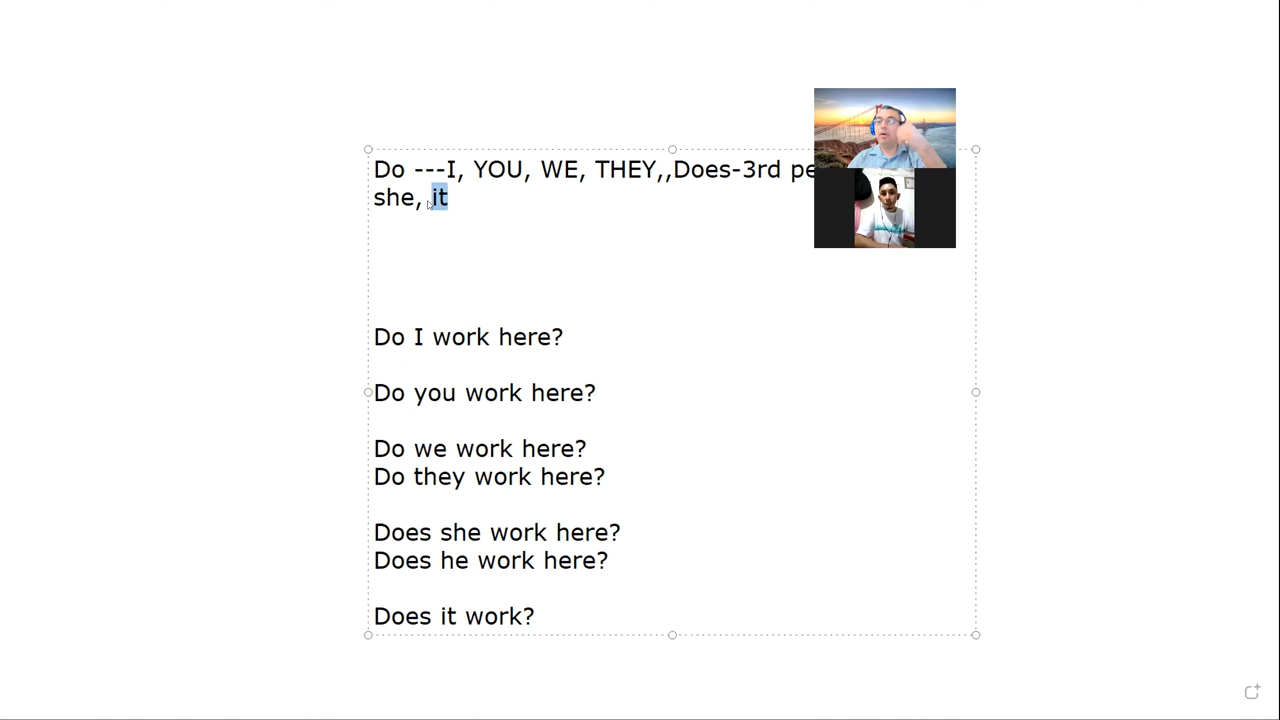 Do ---I, YOU, WE, THEY,,Does-3rd
she, it
Do I work here?
Do you work here?
Do we work here?
Do they work here?
Does she work here?
Does he work here?
Does it work?